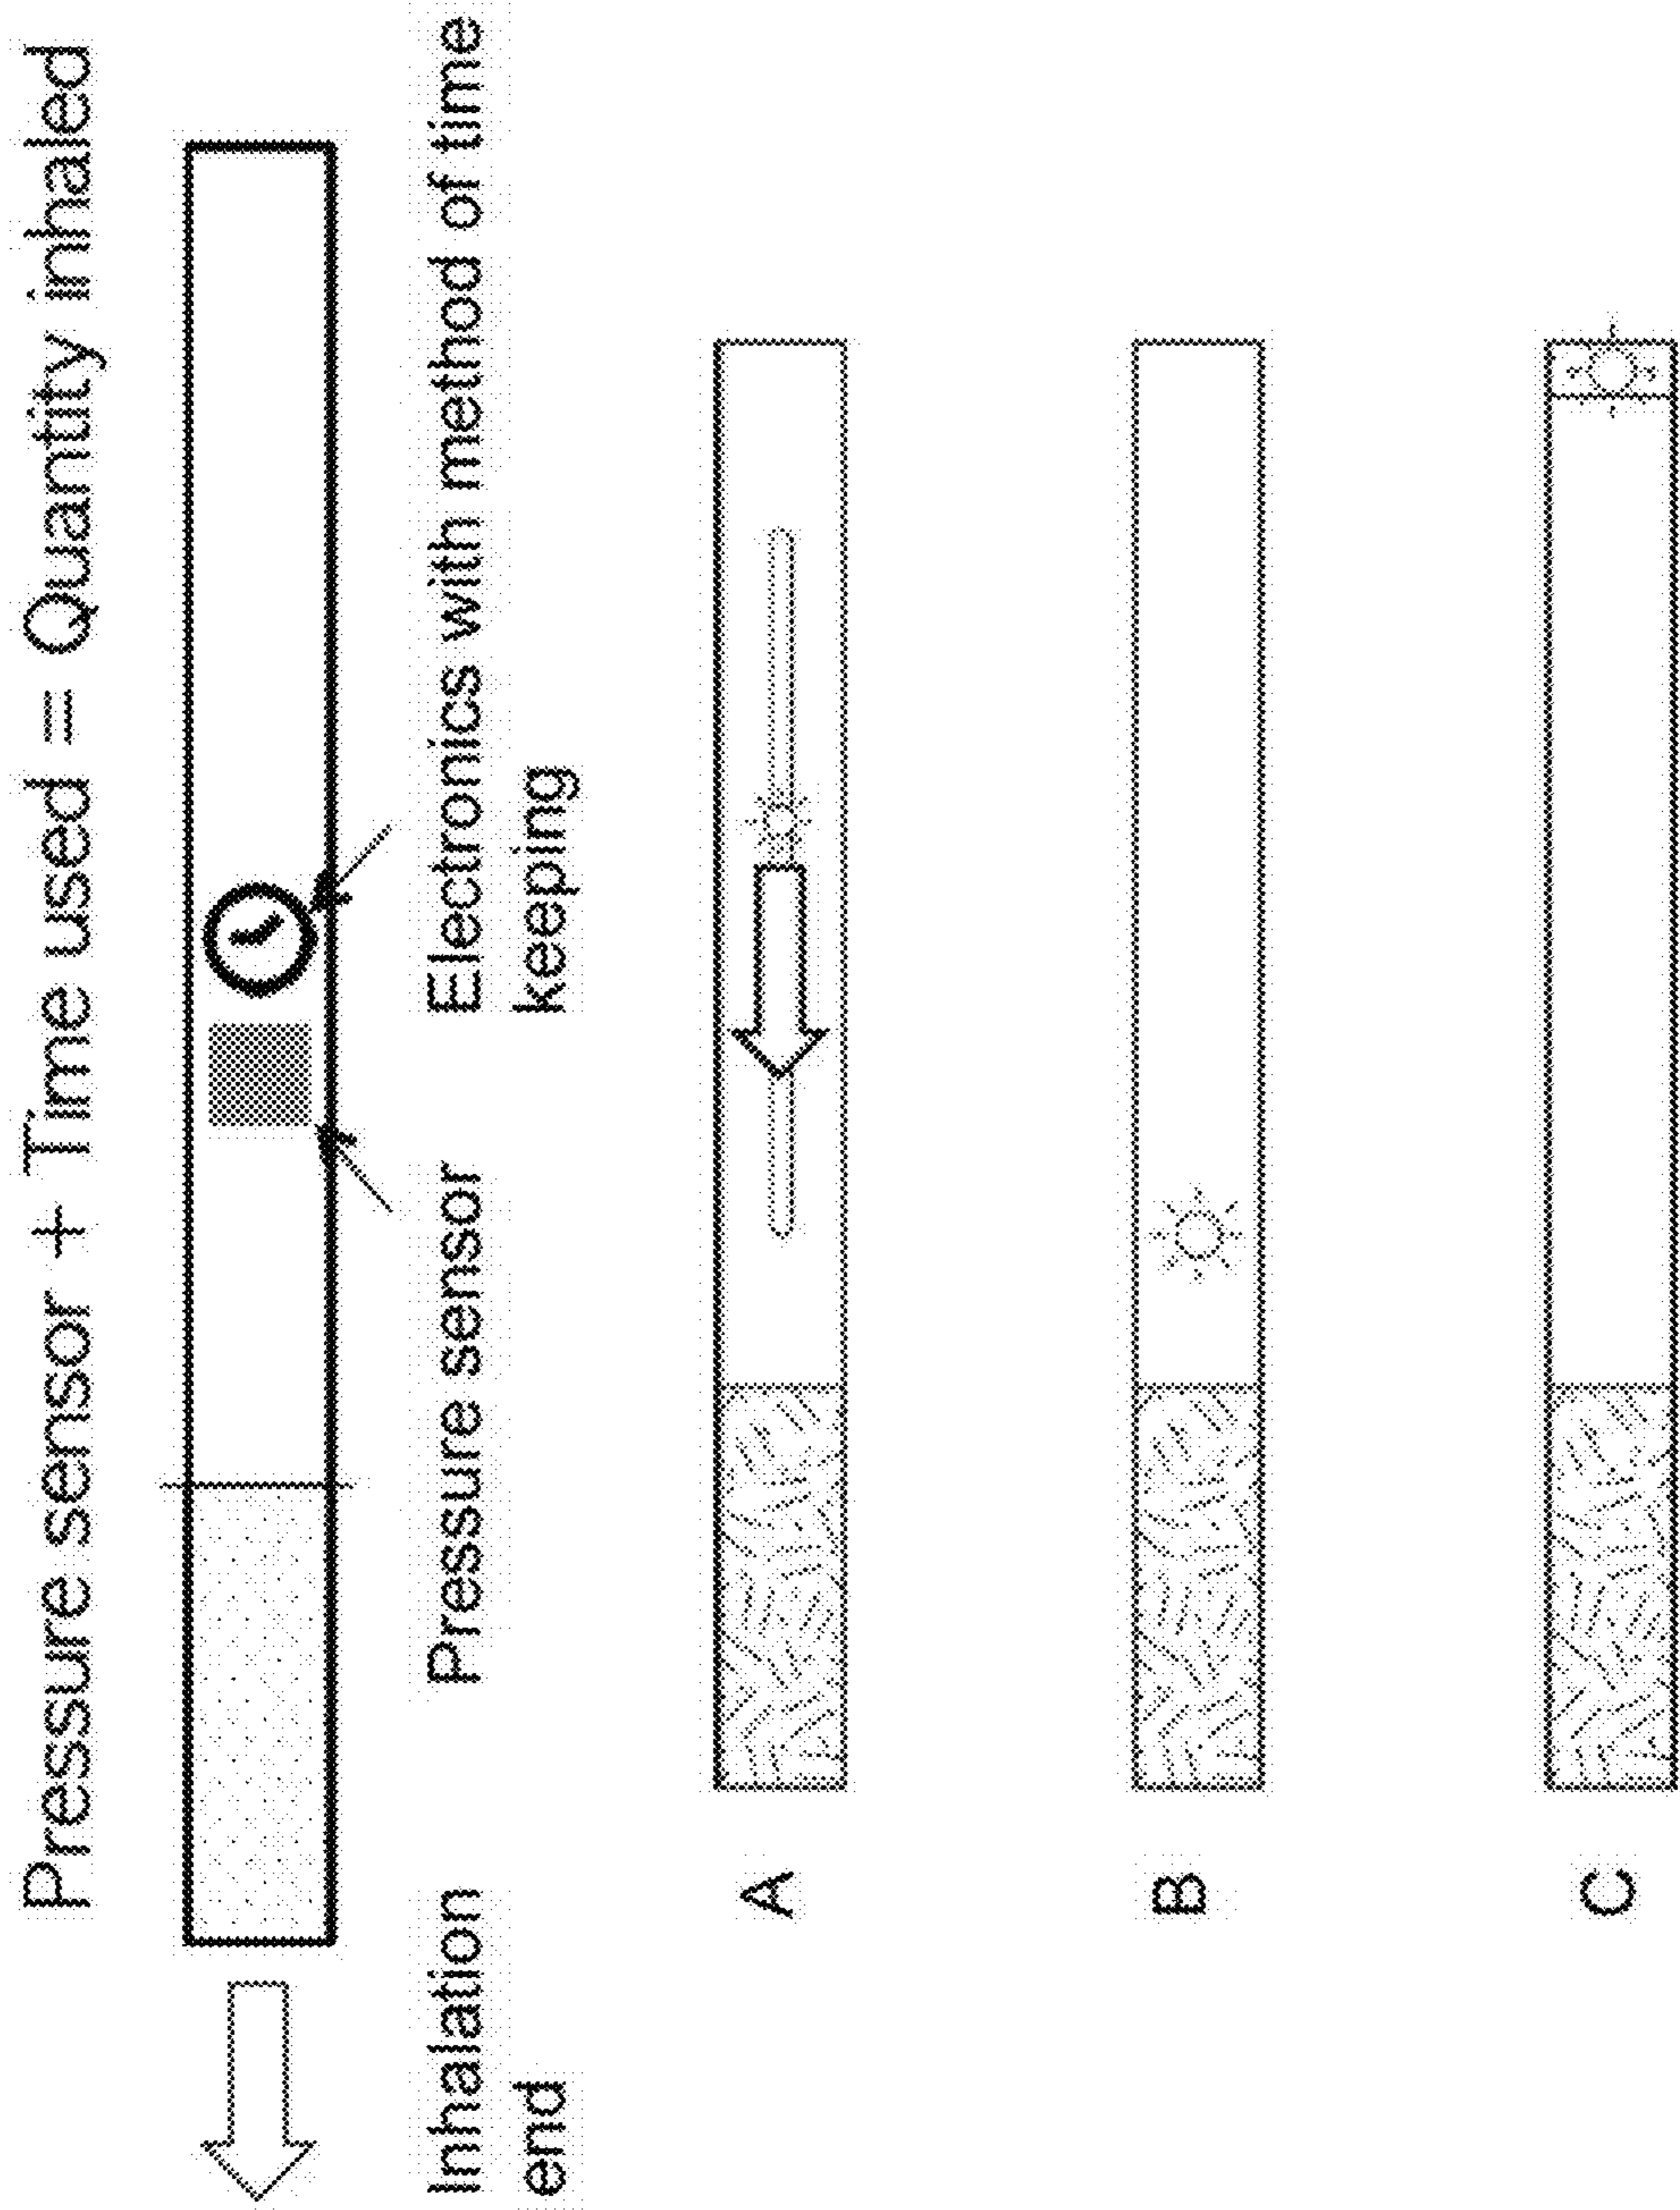 Pressure sensor + Time used = Quantity inhaled
Inhalation
end
Pressure sensor
Electronics with method of time
keeping
A
B
C